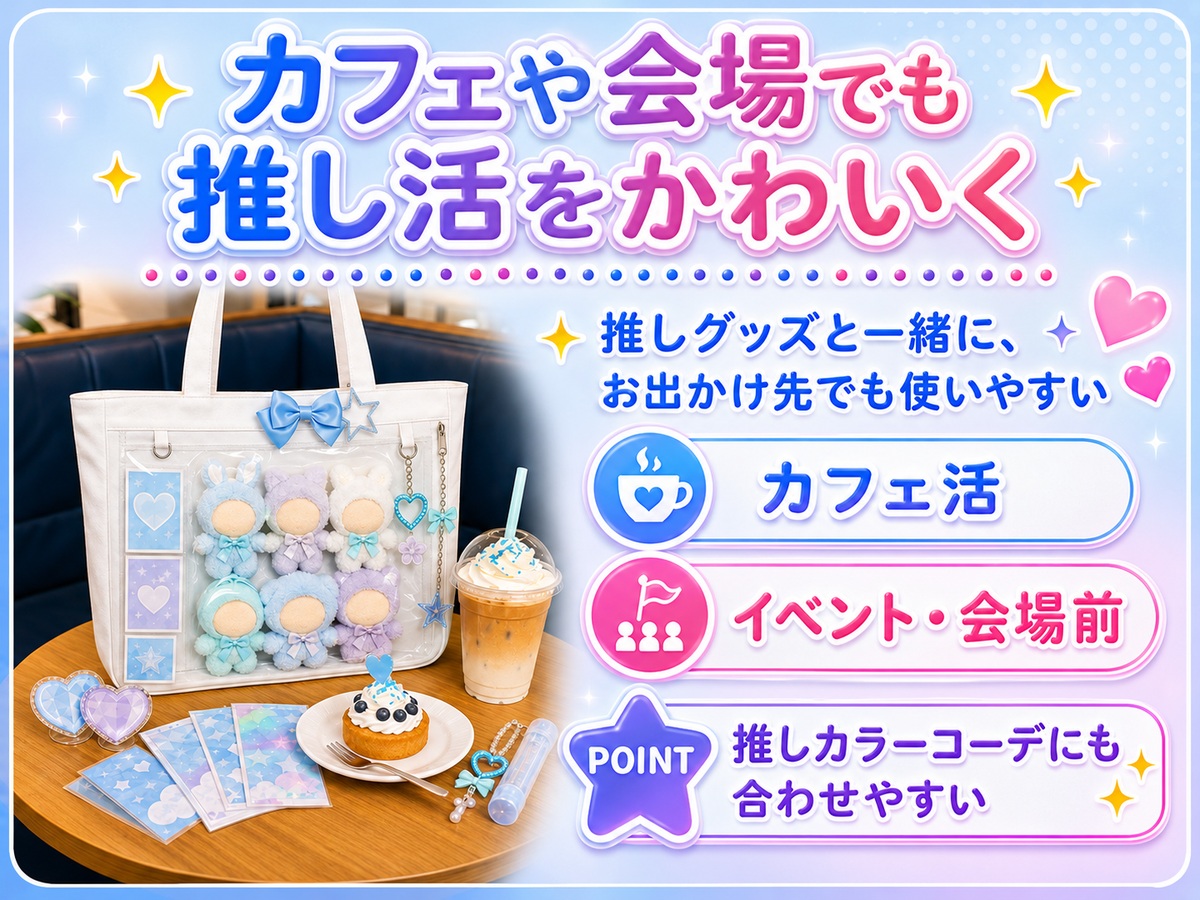 カフェや会場でも
推し活をかわいく
推しグッズと一緒に、
お出かけ先でも使いやすい
カフェ活
イベント・会場前
POINT
推しカラーコーデにも
合わせやすい